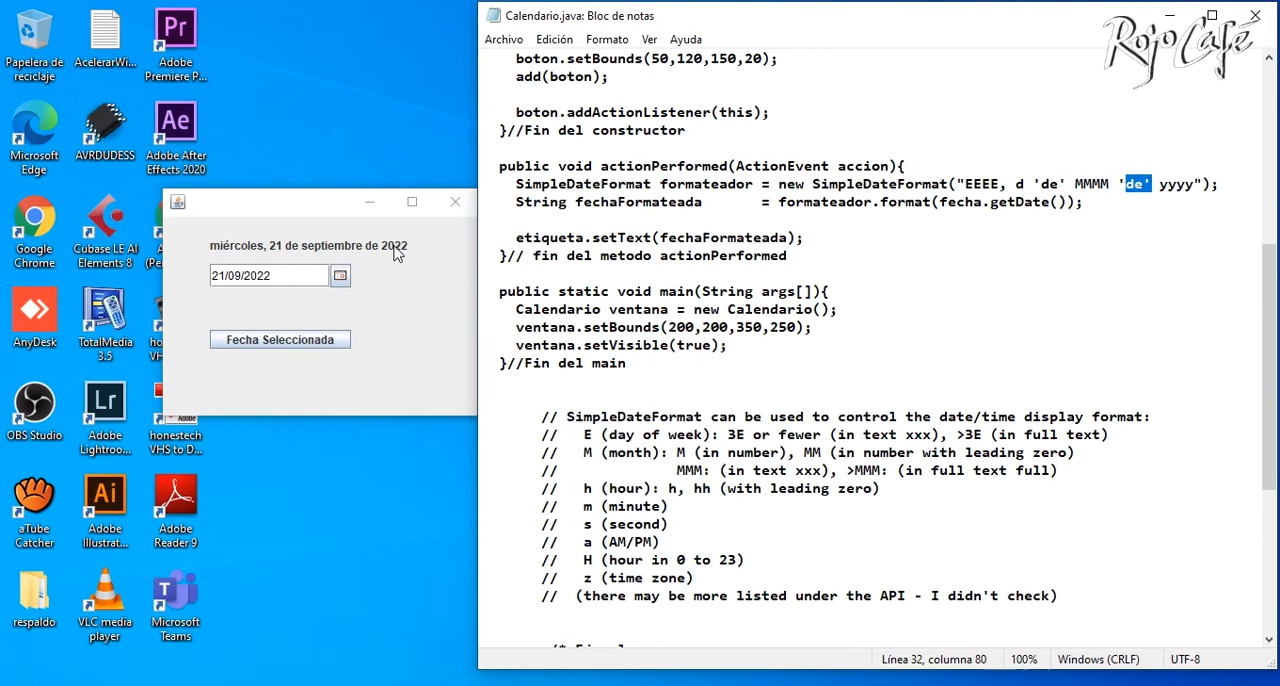 Papelera de
reciclaje
AcelerarWi...
Adobe
Premiere P...
Microsoft
Edge
AVRDUDESS
Adobe After
Effects 2020
Google
Chrome
Cubase LE AI
Elements 8
A
(Pe
AnyDesk
TotalMedia
3.5
ho
VH
OBS Studio
Adobe
Lightroo...
honestech
VHS to D...
aTube
Catcher
Adobe
Illustrat...
Adobe
Reader 9
respaldo
VLC media
player
Microsoft
Teams
Pr
Ae
Lr
Ai
Adobe
miércoles, 21 de septiembre de 2022
21/09/2022
Fecha Seleccionada
Calendario.java: Bloc de notas
Archivo Edición Formato Ver Ayuda
Rojo Cafe
boton.setBounds(50,120,150,20);
add(boton);
boton.addActionListener(this);
}//Fin del constructor
public void actionPerformed(ActionEvent accion){
SimpleDateFormat formateador = new SimpleDateFormat("EEEE, d 'de' MMMM 'de' yyyy");
String fechaFormateada = formateador.format(fecha.getDate());
etiqueta.setText(fechaFormateada);
}// fin del metodo actionPerformed
public static void main(String args[]){
Calendario ventana = new Calendario();
ventana.setBounds(200,200,350,250);
ventana.setVisible(true);
}//Fin del main
// SimpleDateFormat can be used to control the date/time display format:
// E (day of week): 3E or fewer (in text xxx), >3E (in full text)
// M (month): M (in number), MM (in number with leading zero)
// MMM: (in text xxx), >MMM: (in full text full)
// h (hour): h, hh (with leading zero)
// m (minute)
// s (second)
// a (AM/PM)
// H (hour in 0 to 23)
// z (time zone)
// (there may be more listed under the API - I didn't check)
Línea 32, columna 80 100% Windows (CRLF) UTF-8